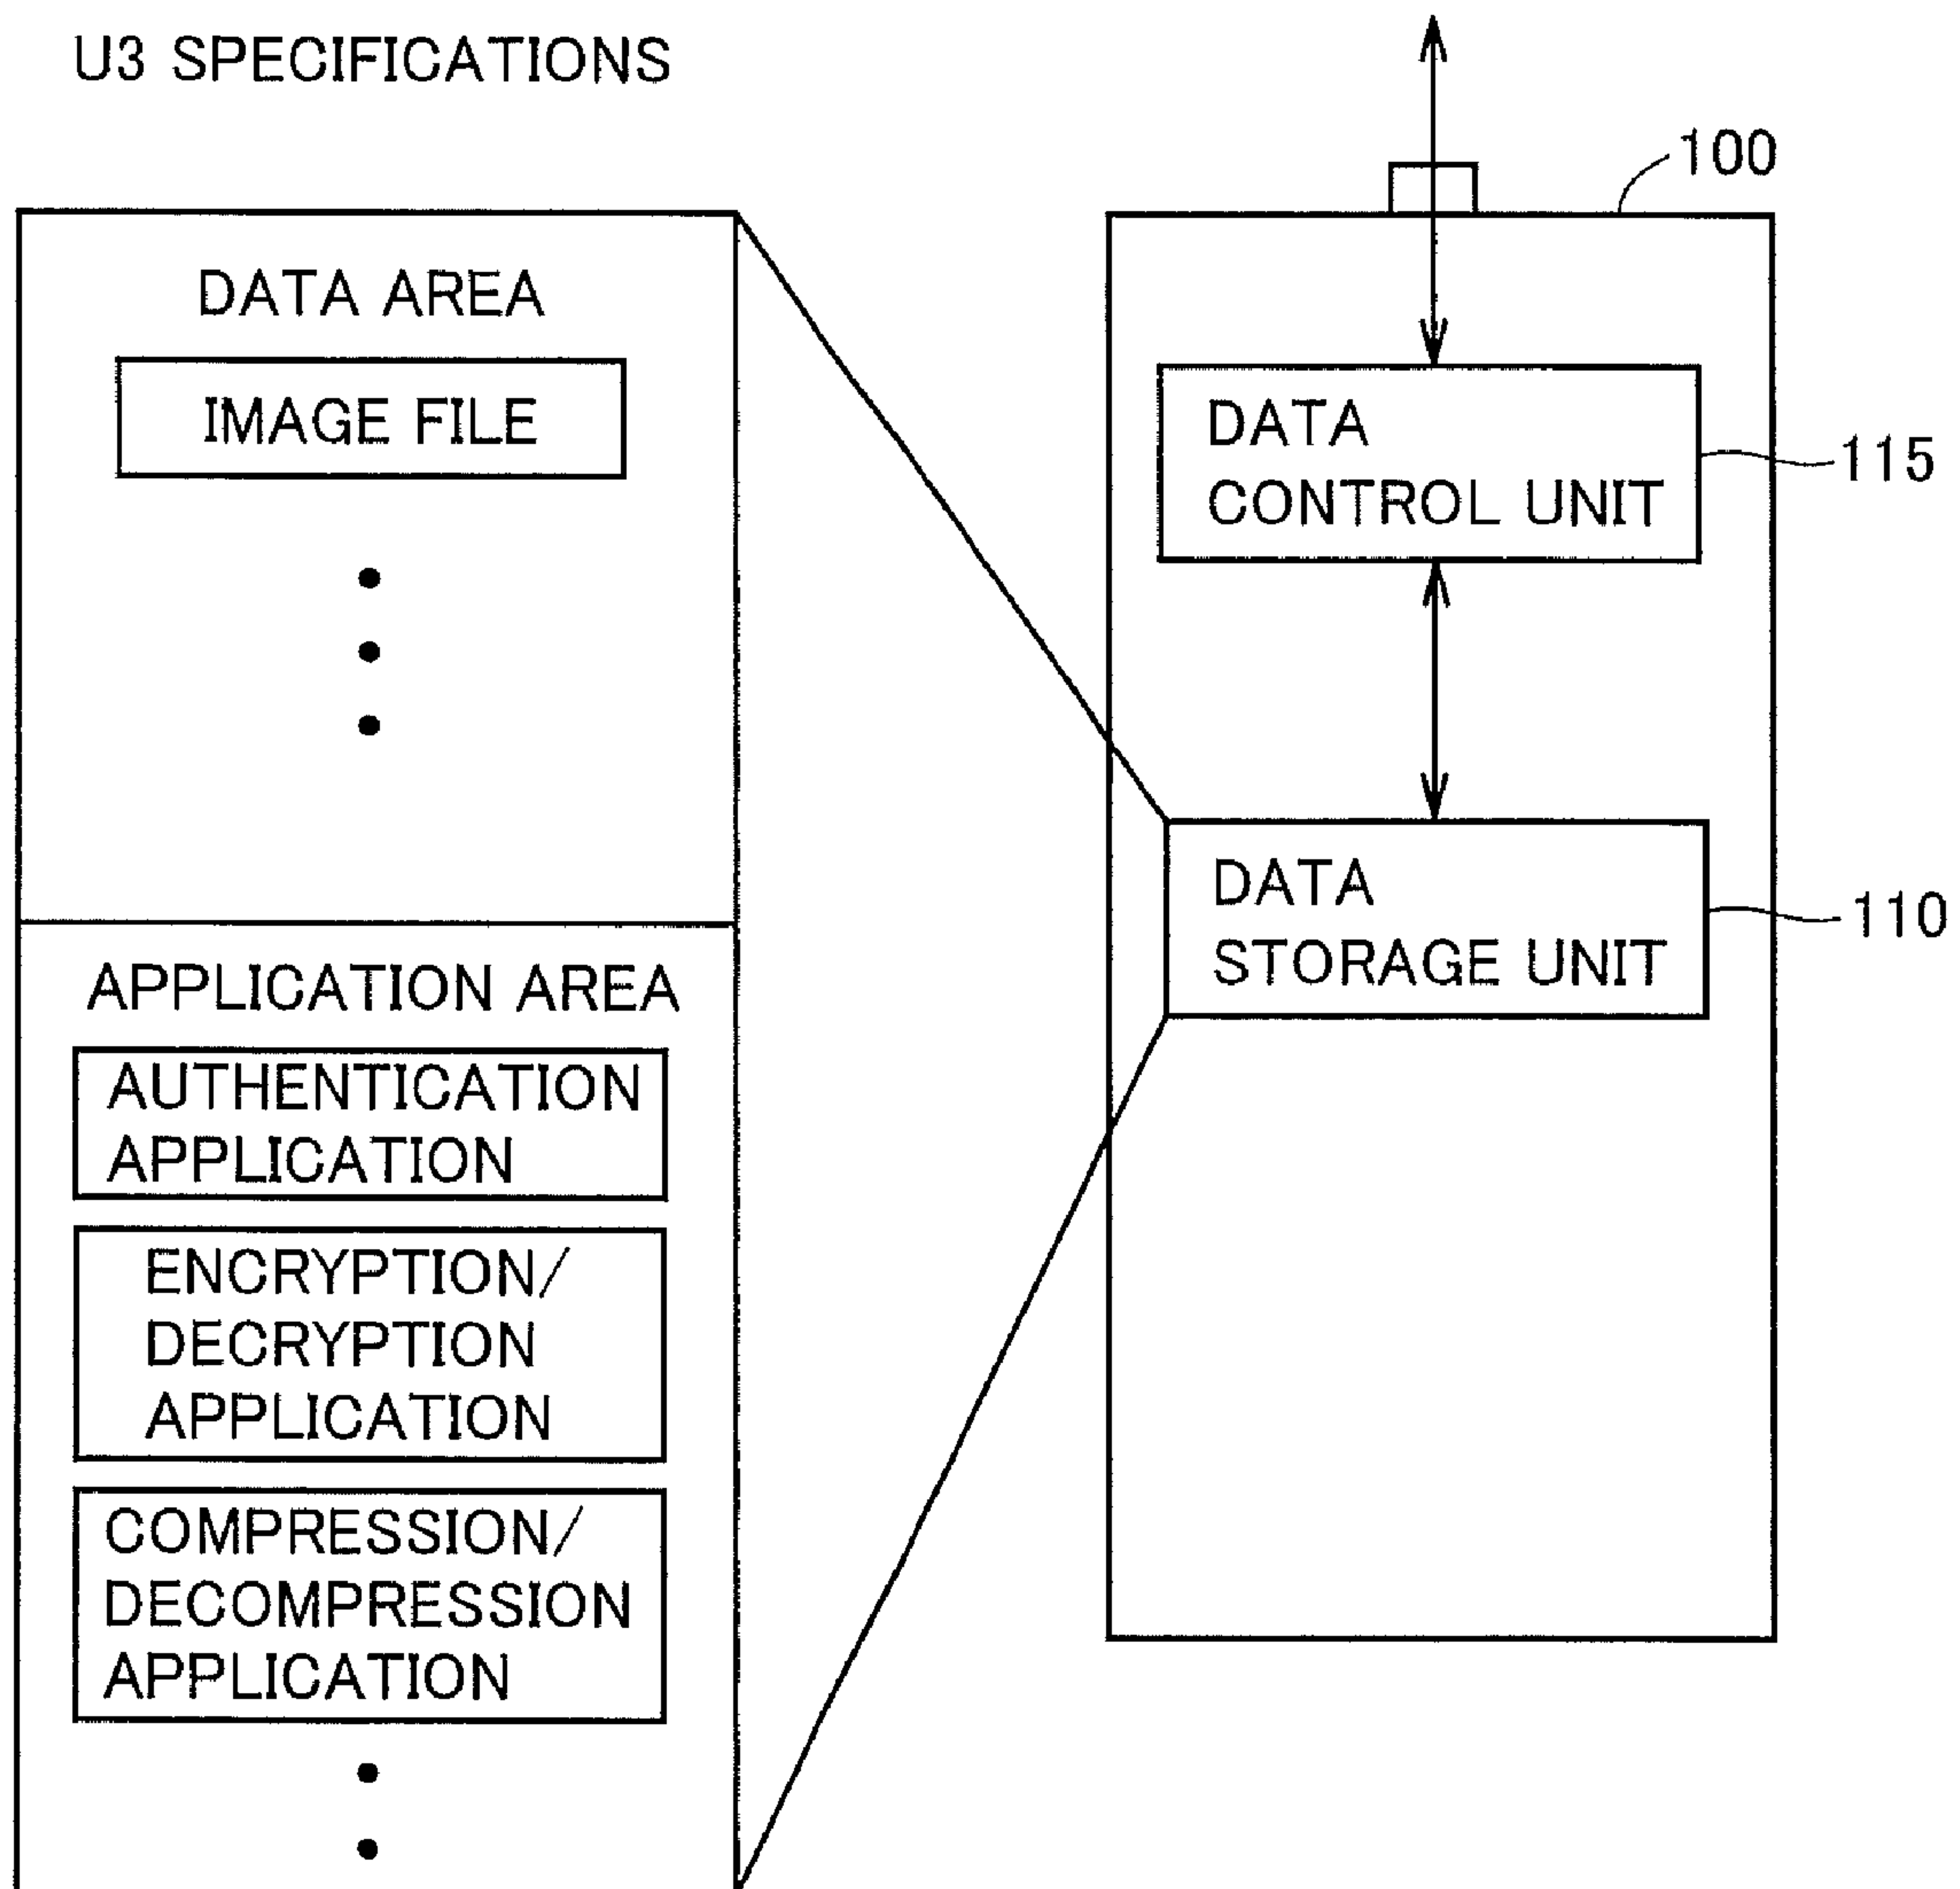 U3 SPECIFICATIONS
DATA AREA
IMAGE FILE
APPLICATION AREA
AUTHENTICATION
APPLICATION
ENCRYPTION/
DECRYPTION
APPLICATION
COMPRESSION/
DECOMPRESSION
APPLICATION
100
DATA
CONTROL UNIT
115
DATA
STORAGE UNIT
110